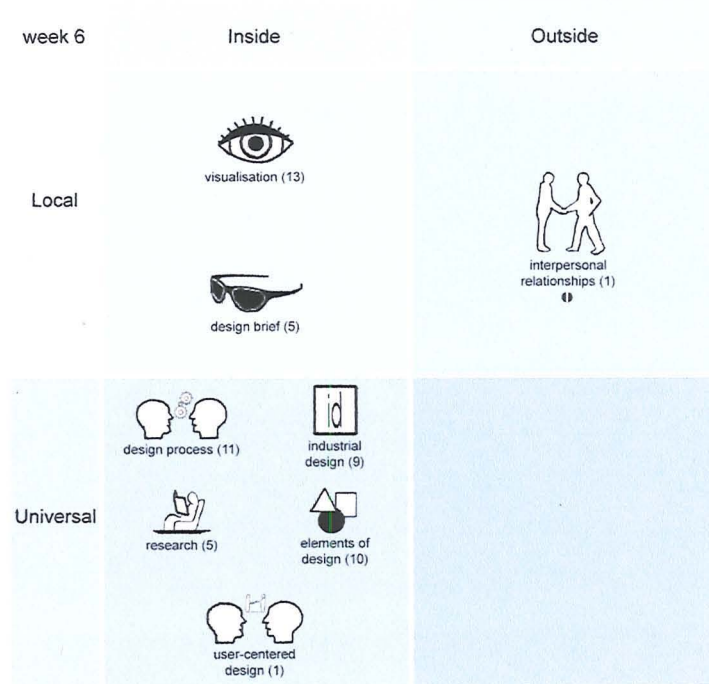 week 6
Inside
Outside
Local
visualisation (13)
design brief (5)
interpersonal
relationships (1)
Universal
design process (11)
id
industrial
design (9)
research (5)
elements of
design (10)
user-centered
design (1)